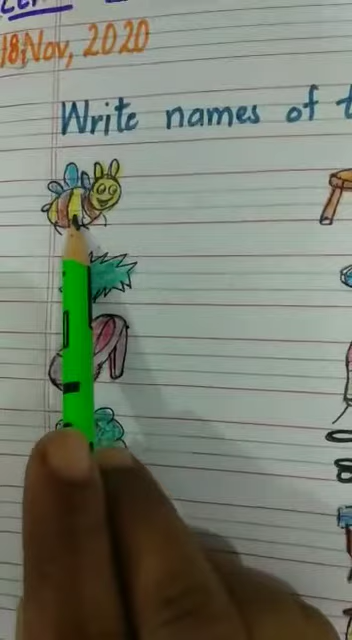 18, Nov, 2020
Write names of